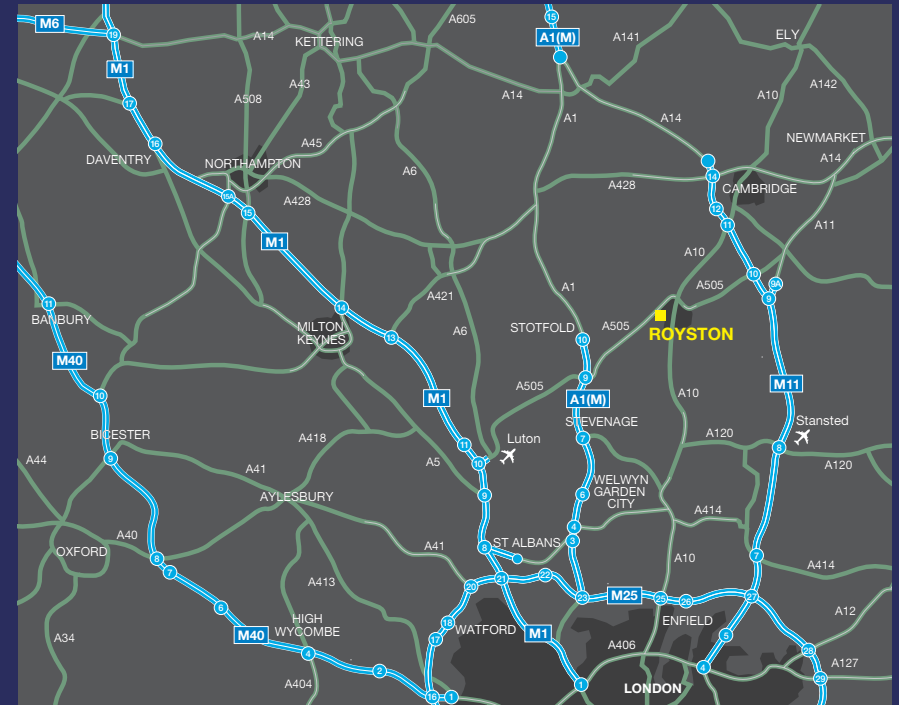 15
A605
M6
A1(M)
A141
ELY
19
A14
KETTERING
M1
A43
A10
A142
A508
A14
17
A1
A14
A45
NEWMARKET
16
DAVENTRY
NORTHAMPTON
A14
A6
14
A428
CAMBRIDGE
15A
A428
12
15
11
A11
M1
A10
10
A505
9A
A1
A421
9
11
14
BANBURY
A505
MILTON
KEYNES
A6
STOTFOLD
ROYSTON
13
10
M40
9
M11
A505
10
M1
A1(M)
A10
STEVENAGE
Stansted
BICESTER
A418
Luton
7
A120
11
8
A44
9
A5
10
A120
A41
WELWYN
GARDEN
CITY
9
6
AYLESBURY
A414
A40
4
OXFORD
A41
8
ST ALBANS
3
8
A10
7
A414
7
22
A413
20
21
23
M25
25
26
27
6
A12
HIGH
WYCOMBE
18
WATFORD
ENFIELD
A34
M40
17
M1
5
A406
28
4
A127
2
4
29
A404
1
LONDON
16
1